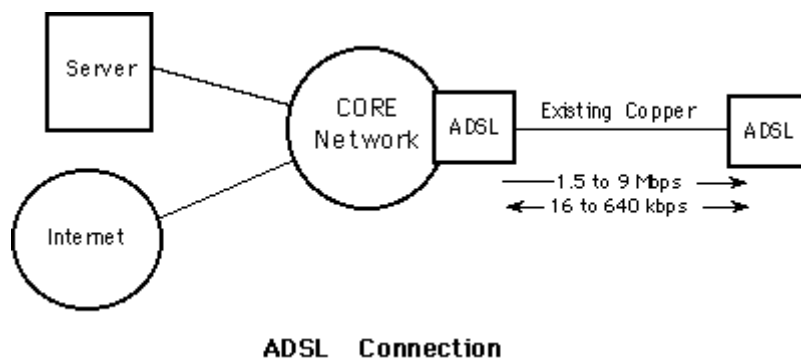 Server
CORE
Network
ADSL
Existing Copper
ADSL
1.5 to 9 Mbps
16 to 640 kbps
Internet
ADSL Connection